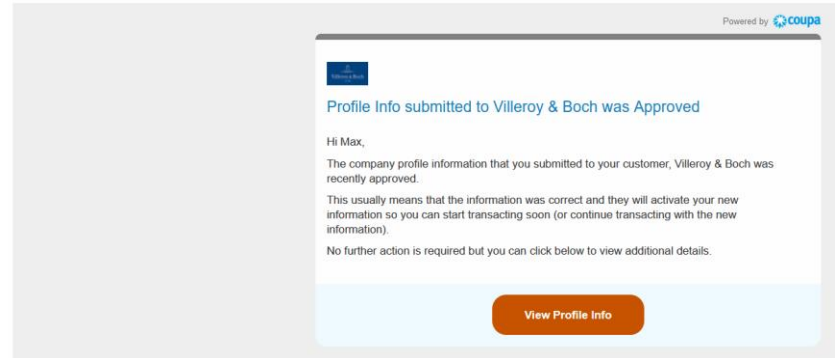 Powered by coupa
Villeroy & Boch
Profile Info submitted to Villeroy & Boch was Approved
Hi Max,
The company profile information that you submitted to your customer, Villeroy & Boch was
recently approved.
This usually means that the information was correct and they will activate your new
information so you can start transacting soon (or continue transacting with the new
information).
No further action is required but you can click below to view additional details.
View Profile Info